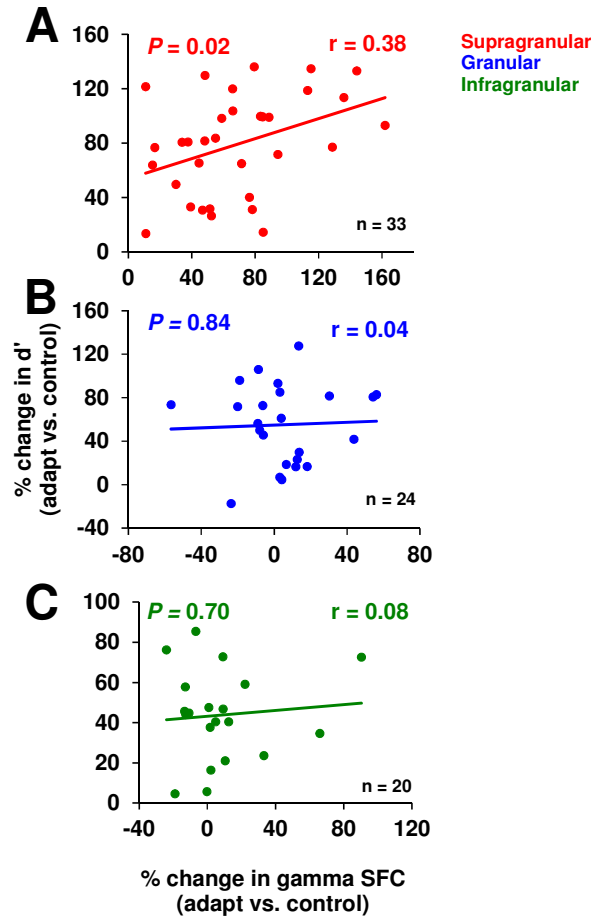 A
160
P = 0.02
r = 0.38
Supragranular
Granular
Infragranular
120
80
40
n = 33
0
0
40
80
120
160
B
160
P = 0.84
r = 0.04
120
80
40
0
n = 24
-40
-80
-40
0
40
80
% change in d'
(adapt vs. control)
C
100
P = 0.70
r = 0.08
80
60
40
20
n = 20
0
-40
0
40
80
120
% change in gamma SFC
(adapt vs. control)